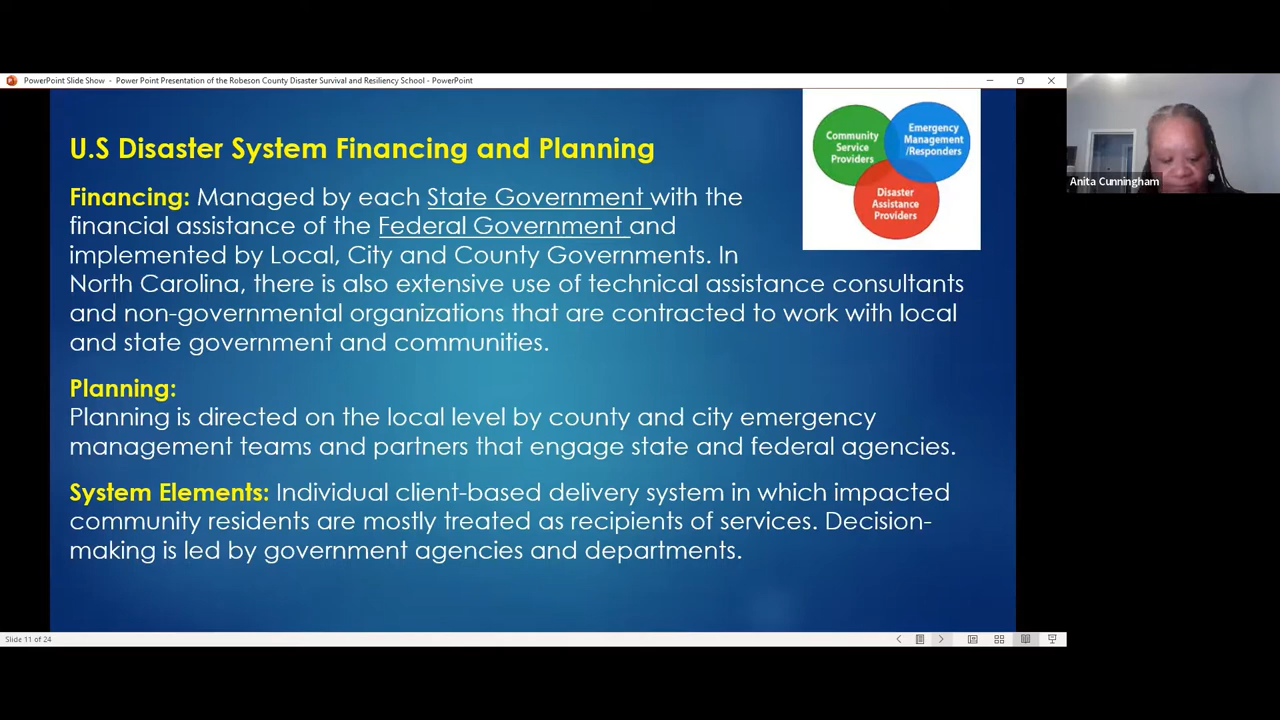 PowerPoint Slide Show - Power Point Presentation of the Robeson County Disaster Survival and Resiliency School - PowerPoint
U.S Disaster System Financing and Planning
Community
Service
Providers
Emergency
Management
/Responders
Disaster
Assistance
Providers
Anita Cunningham
Financing: Managed by each State Government with the
financial assistance of the Federal Government and
implemented by Local, City and County Governments. In
North Carolina, there is also extensive use of technical assistance consultants
and non-governmental organizations that are contracted to work with local
and state government and communities.
Planning:
Planning is directed on the local level by county and city emergency
management teams and partners that engage state and federal agencies.
System Elements: Individual client-based delivery system in which impacted
community residents are mostly treated as recipients of services. Decision-
making is led by government agencies and departments.
Slide 11 of 24